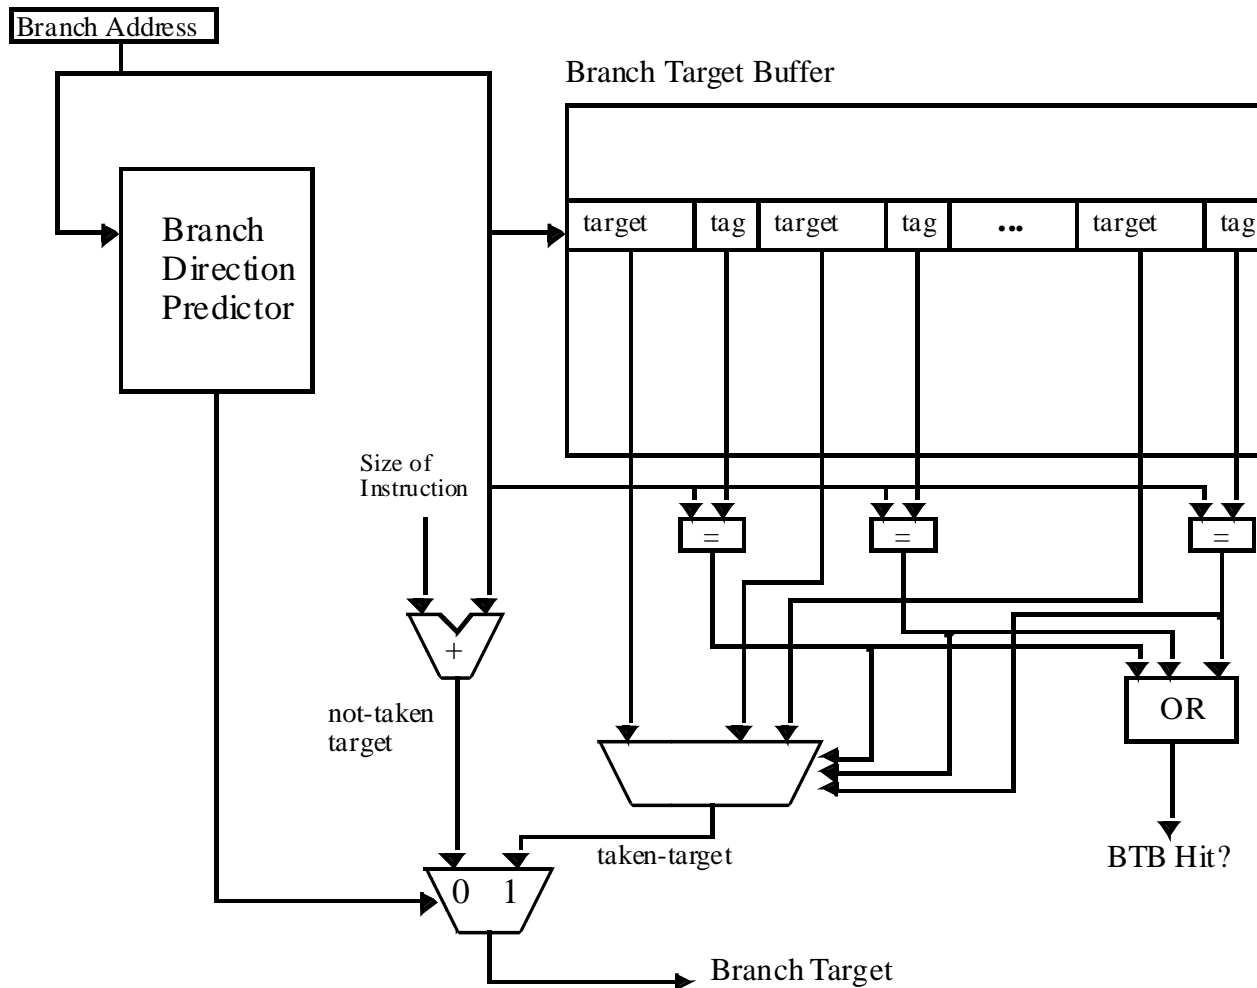 Branch Address
Branch Target Buffer
Branch
Direction
Predictor
target tag target tag ... target tag
Size of
Instruction
= = =
+
not-taken
target
OR
taken-target
BTB Hit?
0 1
Branch Target